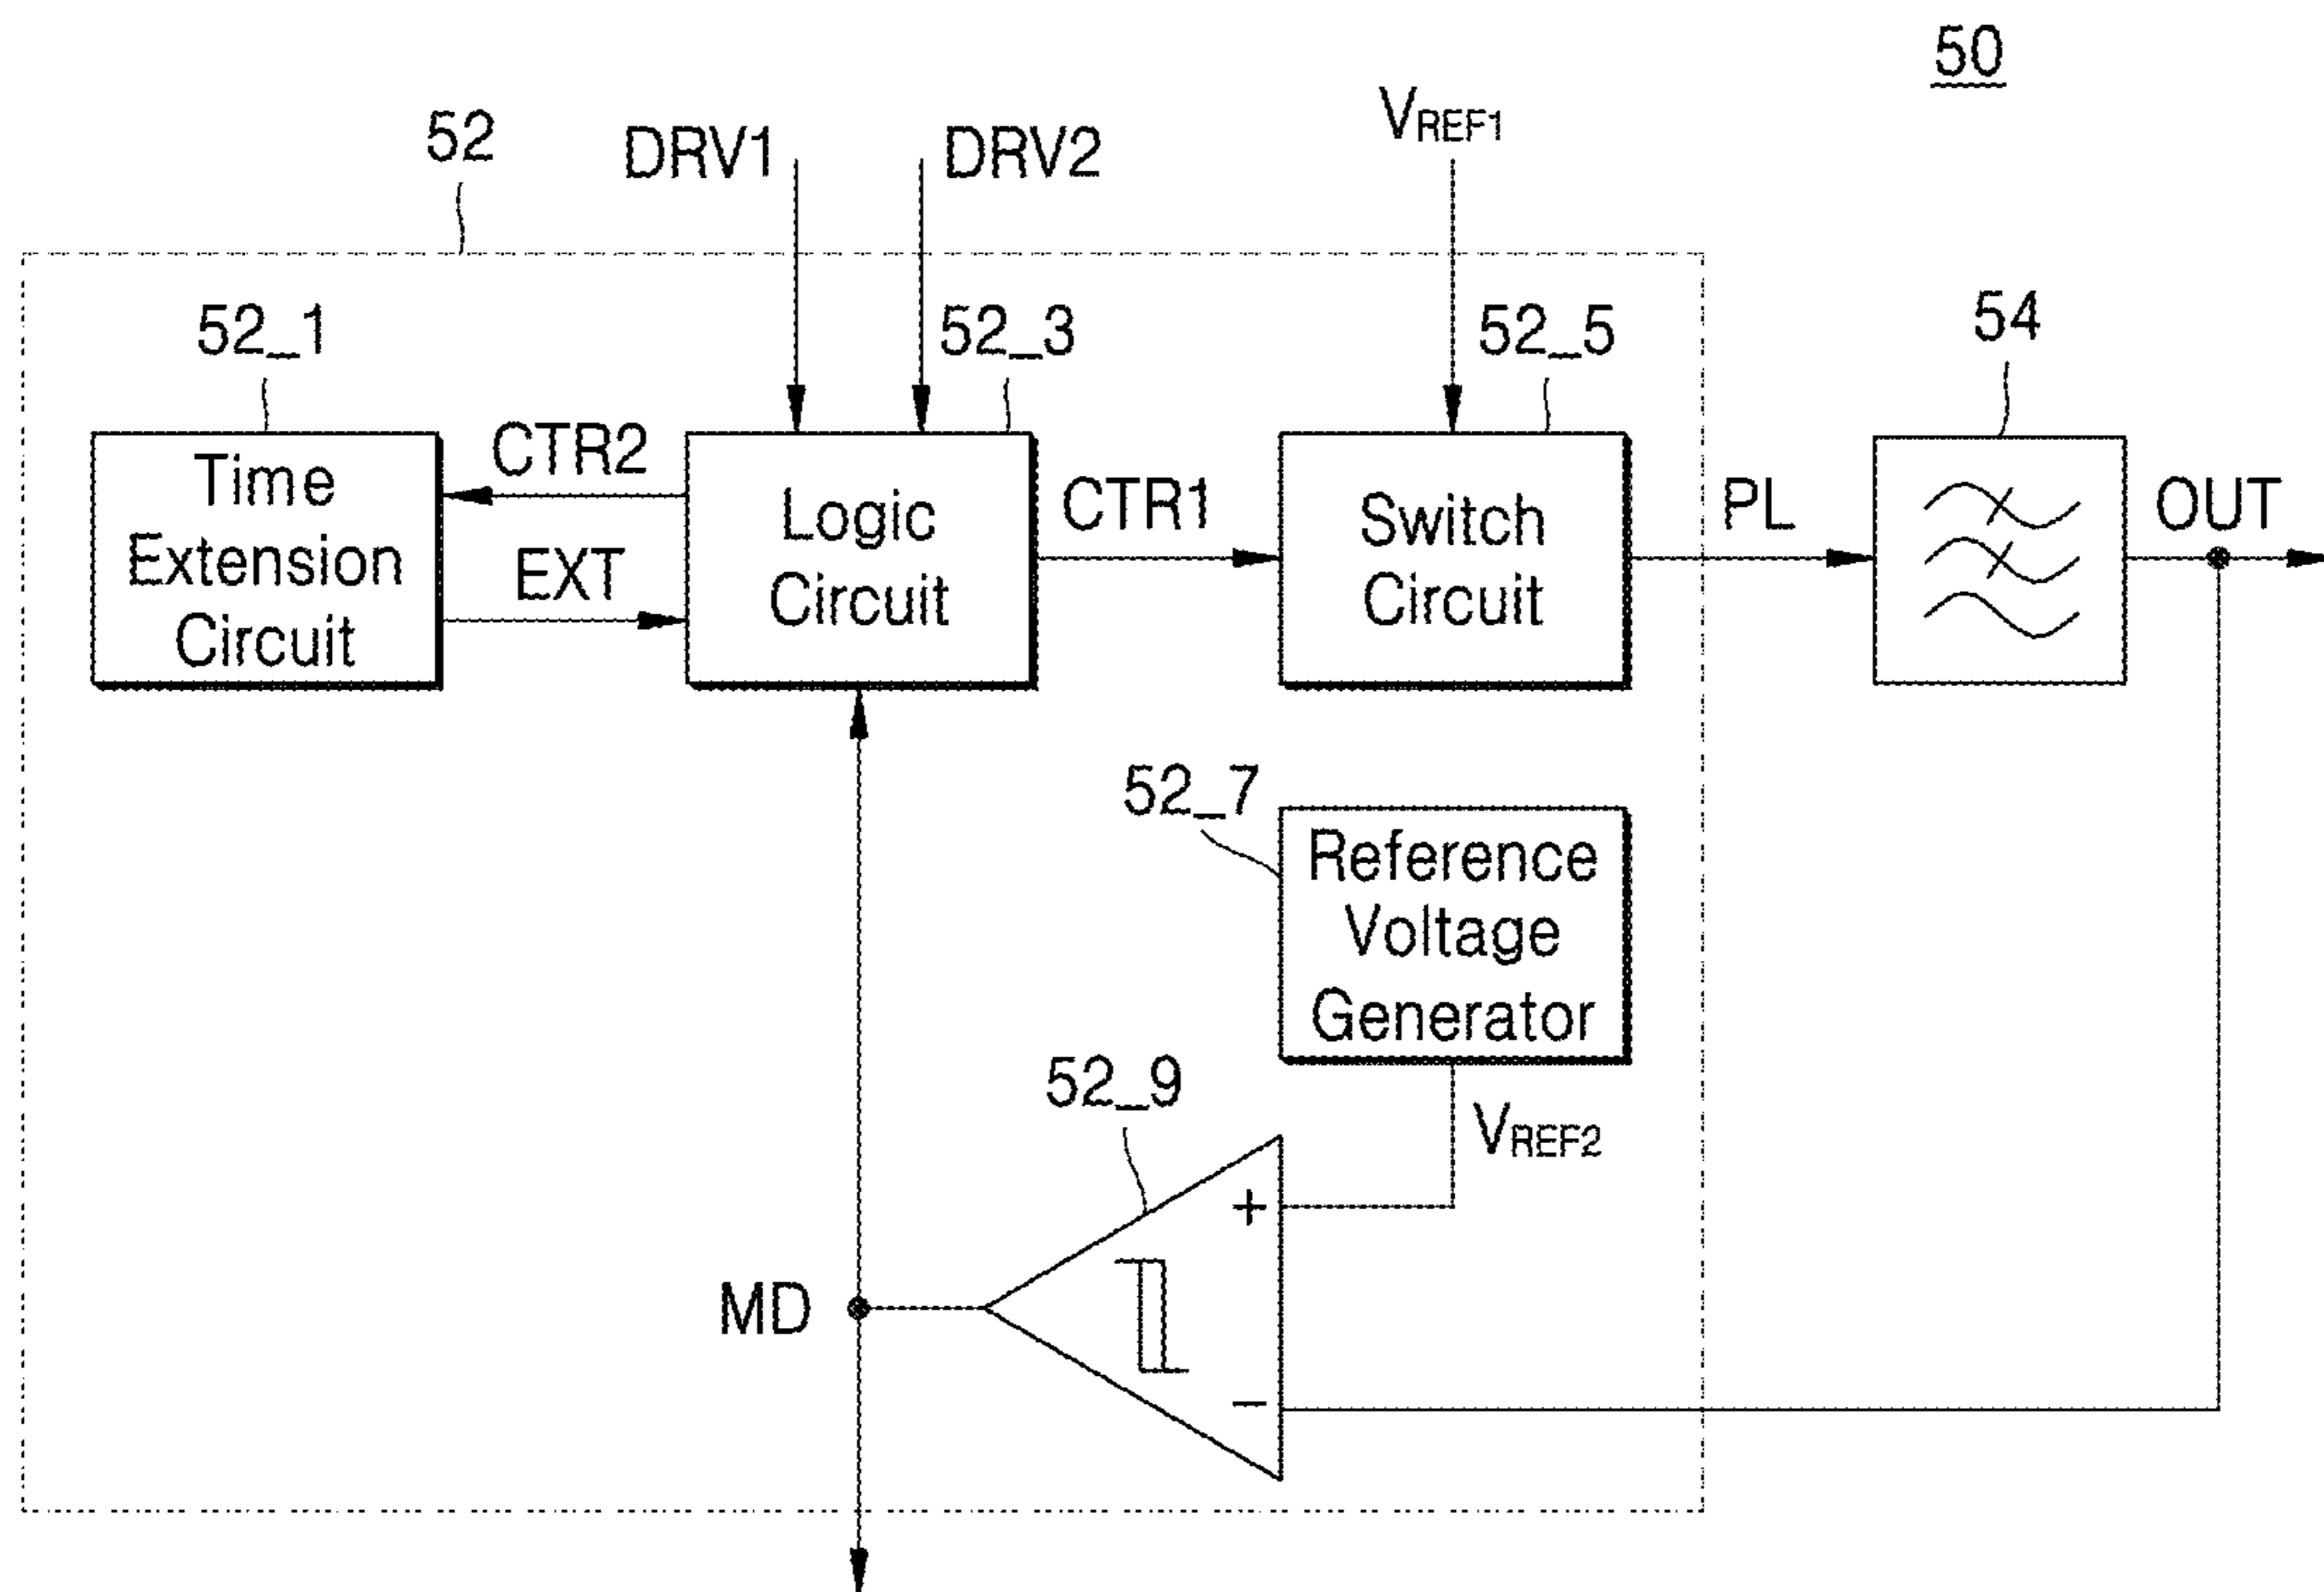 50
52
DRV1
DRV2
VREF1
52_1
52_3
52_5
54
Time
Extension
Circuit
CTR2
EXT
Logic
Circuit
CTR1
Switch
Circuit
PL
OUT
52_7
Reference
Voltage
Generator
52_9
VREF2
+
MD
−